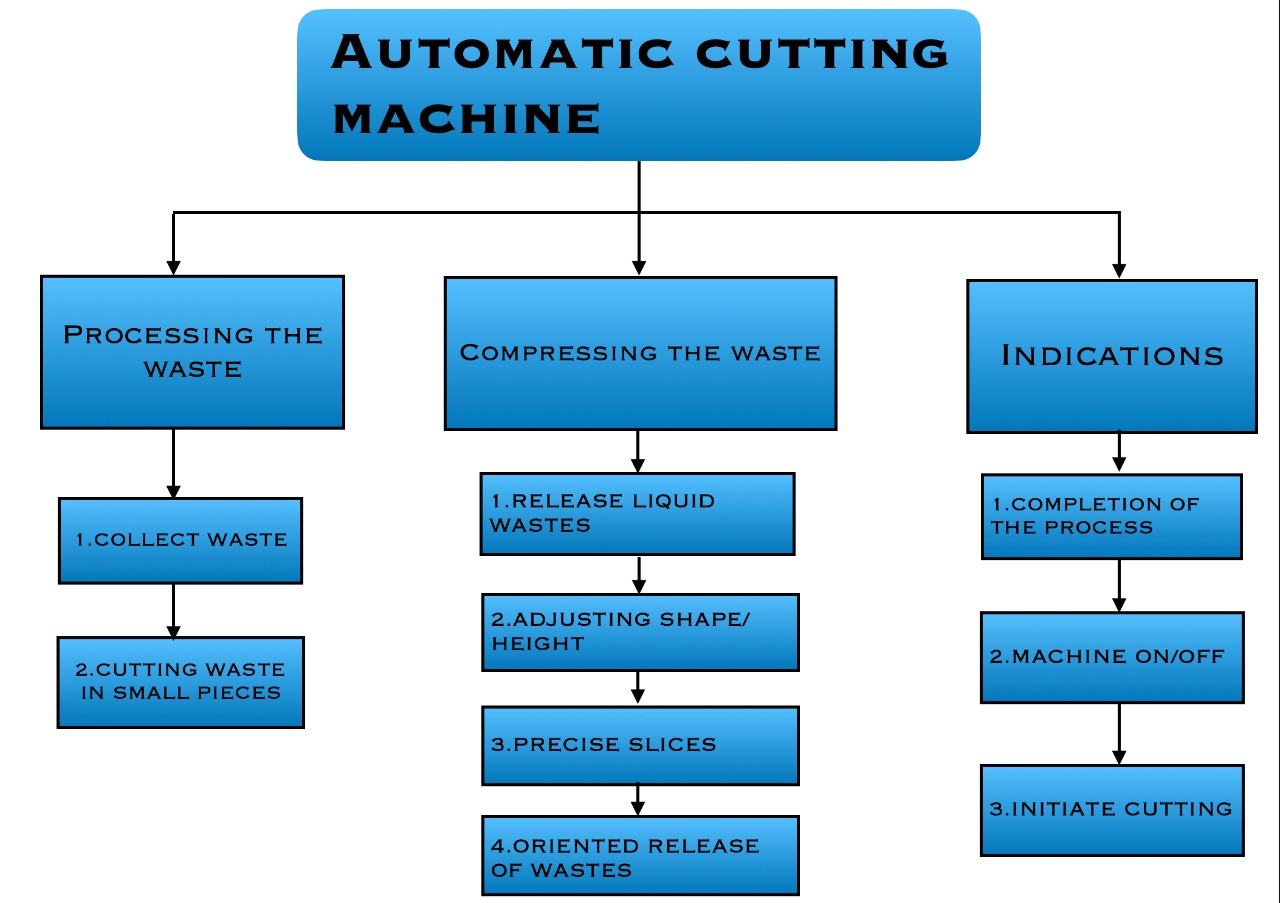 Automatic cutting
machine
Processing the
waste
Compressing the waste
Indications
1.collect waste
2.cutting waste
in small pieces
1.release liquid
wastes
2.adjusting shape/
height
3.precise slices
4.oriented release
of wastes
1.completion of
the process
2.machine on/off
3.initiate cutting